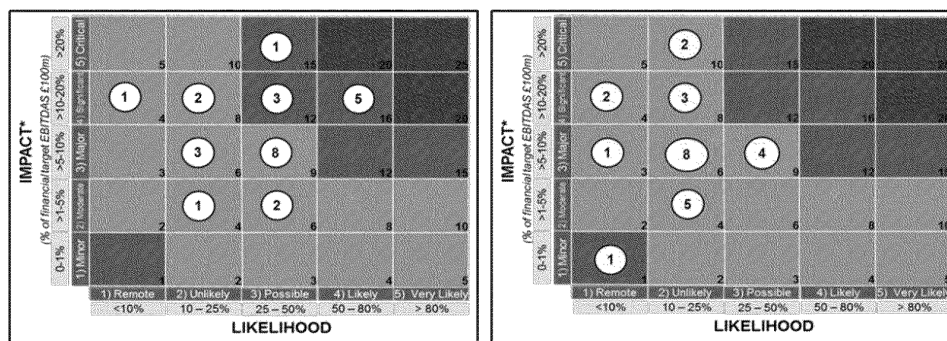 IMPACT*
(% of financial target EBITDAS £100m)
>20%
5) Critical
1
5 10 15 20 25
>10-20%
4) Significant
1 2 3 5
4 8 12 16 20
>5-10%
3) Major
3 8
3 6 9 12 15
>1-5%
2) Moderate
1 2
2 4 6 8 10
0-1%
1) Minor
1 2 3 4 5
1) Remote 2) Unlikely 3) Possible 4) Likely 5) Very Likely
<10% 10 – 25% 25 – 50% 50 – 80% > 80%
LIKELIHOOD
IMPACT*
(% of financial target EBITDAS £100m)
>20%
5) Critical
2
5 10 15 20
>10-20%
4) Significant
2 3
4 8 12 16
>5-10%
3) Major
1 8 4
3 6 9 12
>1-5%
2) Moderate
5
2 4 6 8
0-1%
1) Minor
1
1 2 3 4
1) Remote 2) Unlikely 3) Possible 4) Likely 5) Very Likely
<10% 10 – 25% 25 – 50% 50 – 80% > 80%
LIKELIHOOD